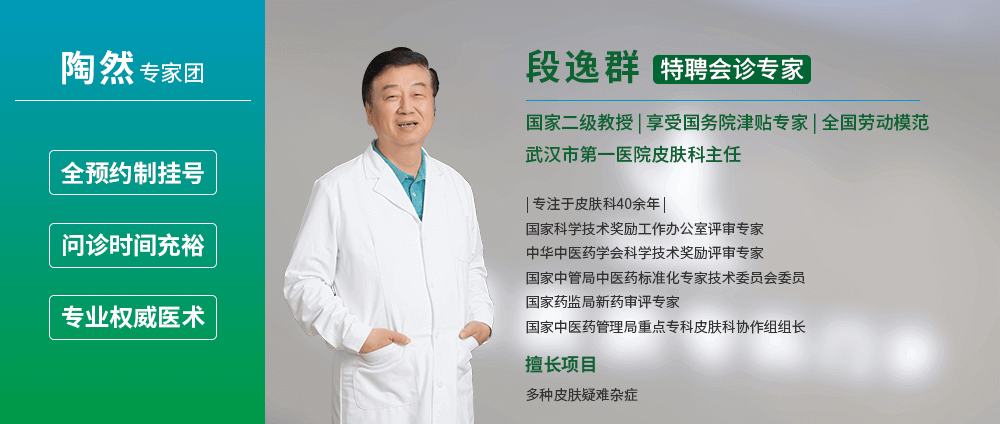 陶然 专家团
全预约制挂号
问诊时间充裕
专业权威医术
段逸群 特聘会诊专家
国家二级教授 | 享受国务院津贴专家 | 全国劳动模范
武汉市第一医院皮肤科主任
| 专注于皮肤科40余年 |
国家科学技术奖励工作办公室评审专家
中华中医药学会科学技术奖励评审专家
国家中管局中医药标准化专家技术委员会委员
国家药监局新药审评专家
国家中医药管理局重点专科皮肤科协作组组长
擅长项目
多种皮肤疑难杂症